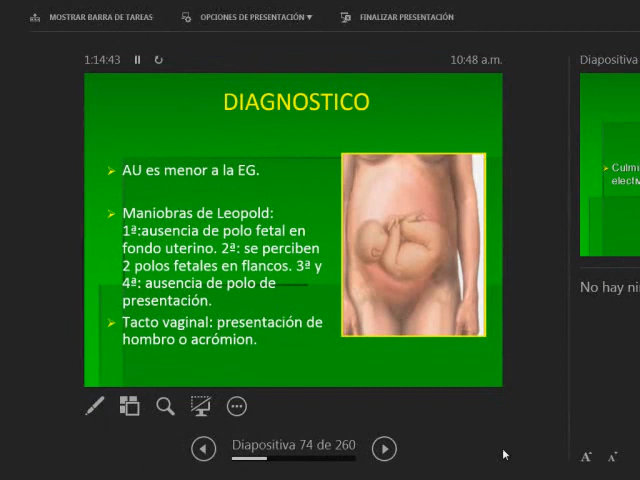 MOSTRAR BARRA DE TAREAS
OPCIONES DE PRESENTACIÓN
FINALIZAR PRESENTACIÓN
1:14:43
10:48 a.m.
Diapositiva
DIAGNOSTICO
AU es menor a la EG.
Maniobras de Leopold:
1ª:ausencia de polo fetal en
fondo uterino. 2ª: se perciben
2 polos fetales en flancos. 3ª y
4ª: ausencia de polo de
presentación.
Tacto vaginal: presentación de
hombro o acrómion.
Culmi
electiv
No hay ni
Diapositiva 74 de 260
A A